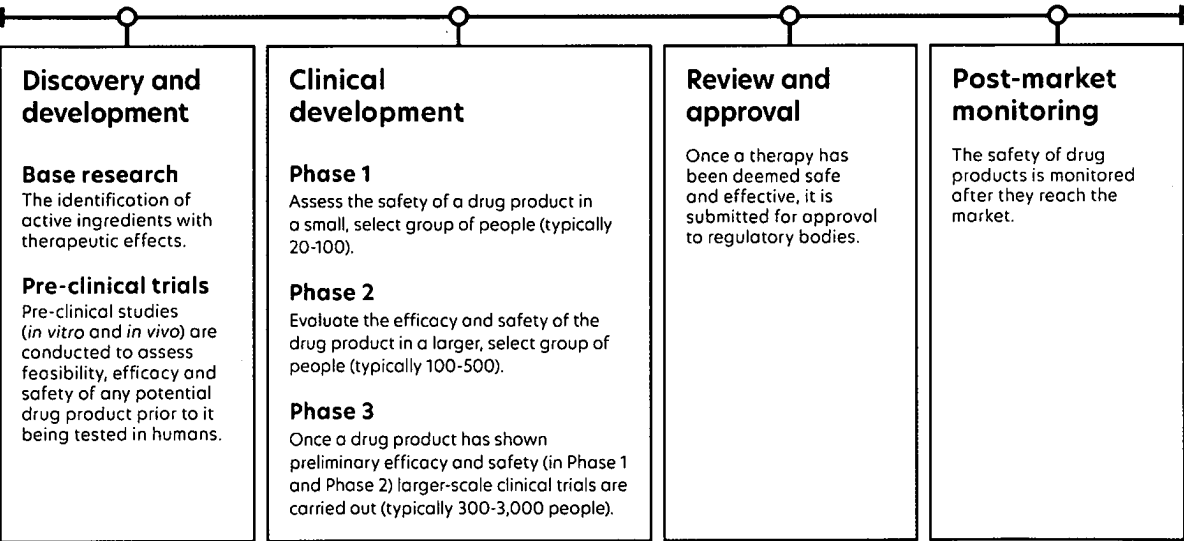 Discovery and
development
Base research
The identification of
active ingredients with
therapeutic effects.
Pre-clinical trials
Pre-clinical studies
(in vitro and in vivo) are
conducted to assess
feasibility, efficacy and
safety of any potential
drug product prior to it
being tested in humans.
Clinical
development
Phase 1
Assess the safety of a drug product in
a small, select group of people (typically
20-100).
Phase 2
Evaluate the efficacy and safety of the
drug product in a larger, select group of
people (typically 100-500).
Phase 3
Once a drug product has shown
preliminary efficacy and safety (in Phase 1
and Phase 2) larger-scale clinical trials are
carried out (typically 300-3,000 people).
Review and
approval
Once a therapy has
been deemed safe
and effective, it is
submitted for approval
to regulatory bodies.
Post-market
monitoring
The safety of drug
products is monitored
after they reach the
market.